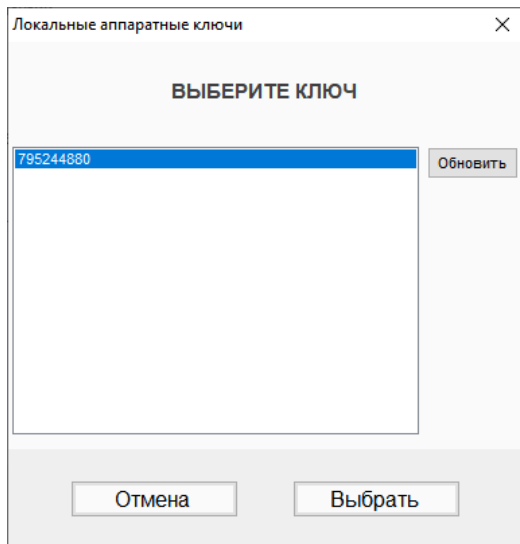 Локальные аппаратные ключи
ВЫБЕРИТЕ КЛЮЧ
795244880
Обновить
Отмена
Выбрать